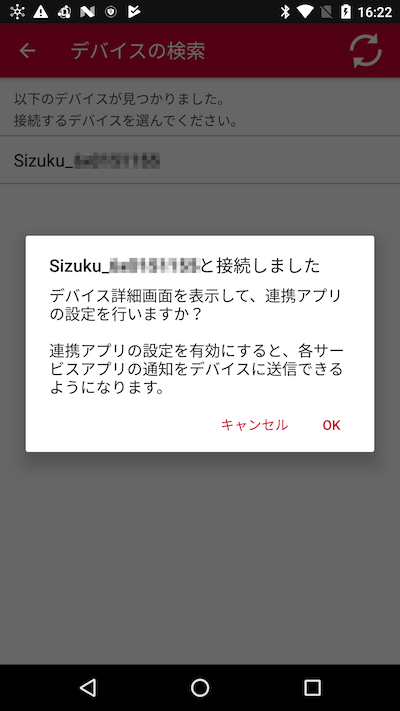 16:22
デバイスの検索
以下のデバイスが見つかりました。
接続するデバイスを選んでください。
Sizuku_
Sizuku_ と接続しました
デバイス詳細画面を表示して、連携アプリ
の設定を行いますか？
連携アプリの設定を有効にすると、各サー
ビスアプリの通知をデバイスに送信できる
ようになります。
キャンセル OK